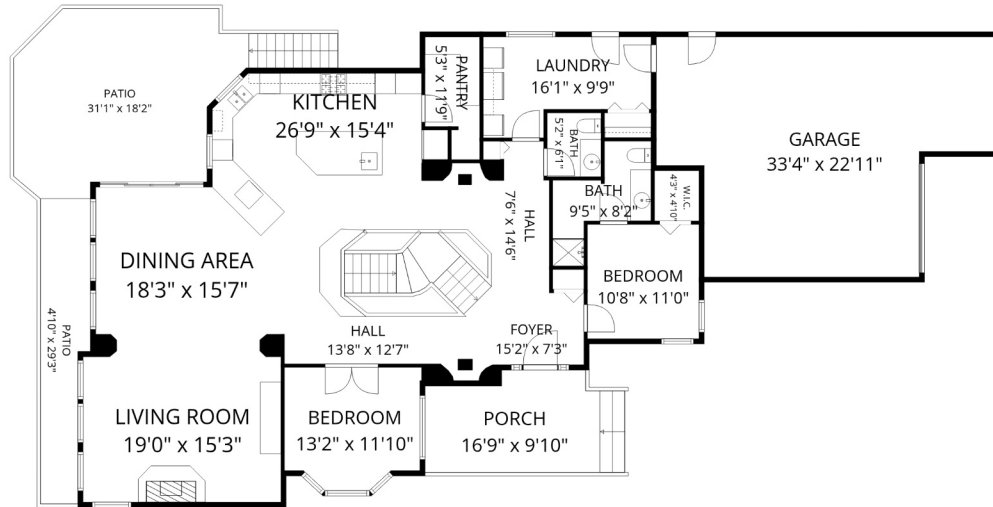 PATIO
31'1" x 18'2"
KITCHEN
26'9" x 15'4"
PANTRY
5'3" x 11'9"
LAUNDRY
16'1" x 9'9"
BATH
5'2" x 6'1"
GARAGE
33'4" x 22'11"
BATH
9'5" x 8'2"
W.I.C.
4'3" x 4'10"
HALL
7'6" x 14'6"
DINING AREA
18'3" x 15'7"
BEDROOM
10'8" x 11'0"
PATIO
4'10" x 29'3"
HALL
13'8" x 12'7"
FOYER
15'2" x 7'3"
LIVING ROOM
19'0" x 15'3"
BEDROOM
13'2" x 11'10"
PORCH
16'9" x 9'10"